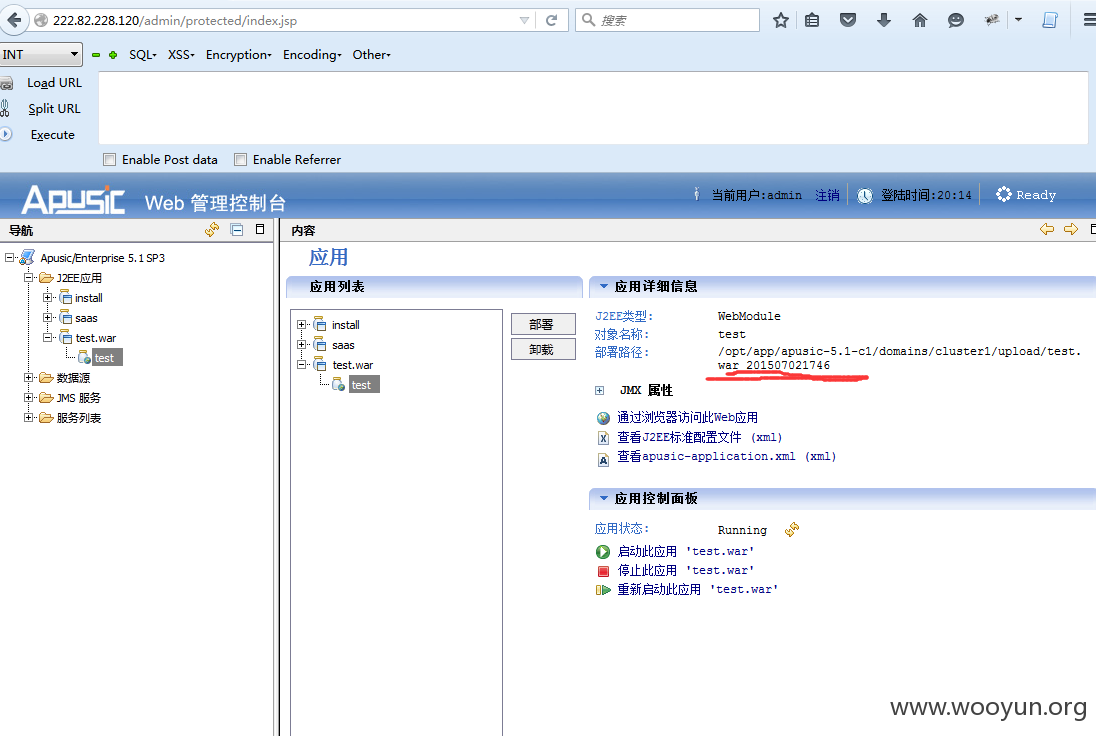 222.82.228.120/admin/protected/index.jsp
搜索
INT
SQL
XSS
Encryption
Encoding
Other
Load URL
Split URL
Execute
Enable Post data
Enable Referrer
Apusic Web 管理控制台
当前用户:admin 注销
登陆时间:20:14
Ready
导航
Apusic/Enterprise 5.1 SP3
J2EE应用
install
saas
test.war
test
数据源
JMS 服务
服务列表
内容
应用
应用列表
install
saas
test.war
test
部署
卸载
应用详细信息
J2EE类型: WebModule
对象名称: test
部署路径: /opt/app/apusic-5.1-c1/domains/cluster1/upload/test.
war_201507021746
JMX 属性
通过浏览器访问此Web应用
查看J2EE标准配置文件 (xml)
查看apusic-application.xml (xml)
应用控制面板
应用状态: Running
启动此应用 'test.war'
停止此应用 'test.war'
重新启动此应用 'test.war'
www.wooyun.org